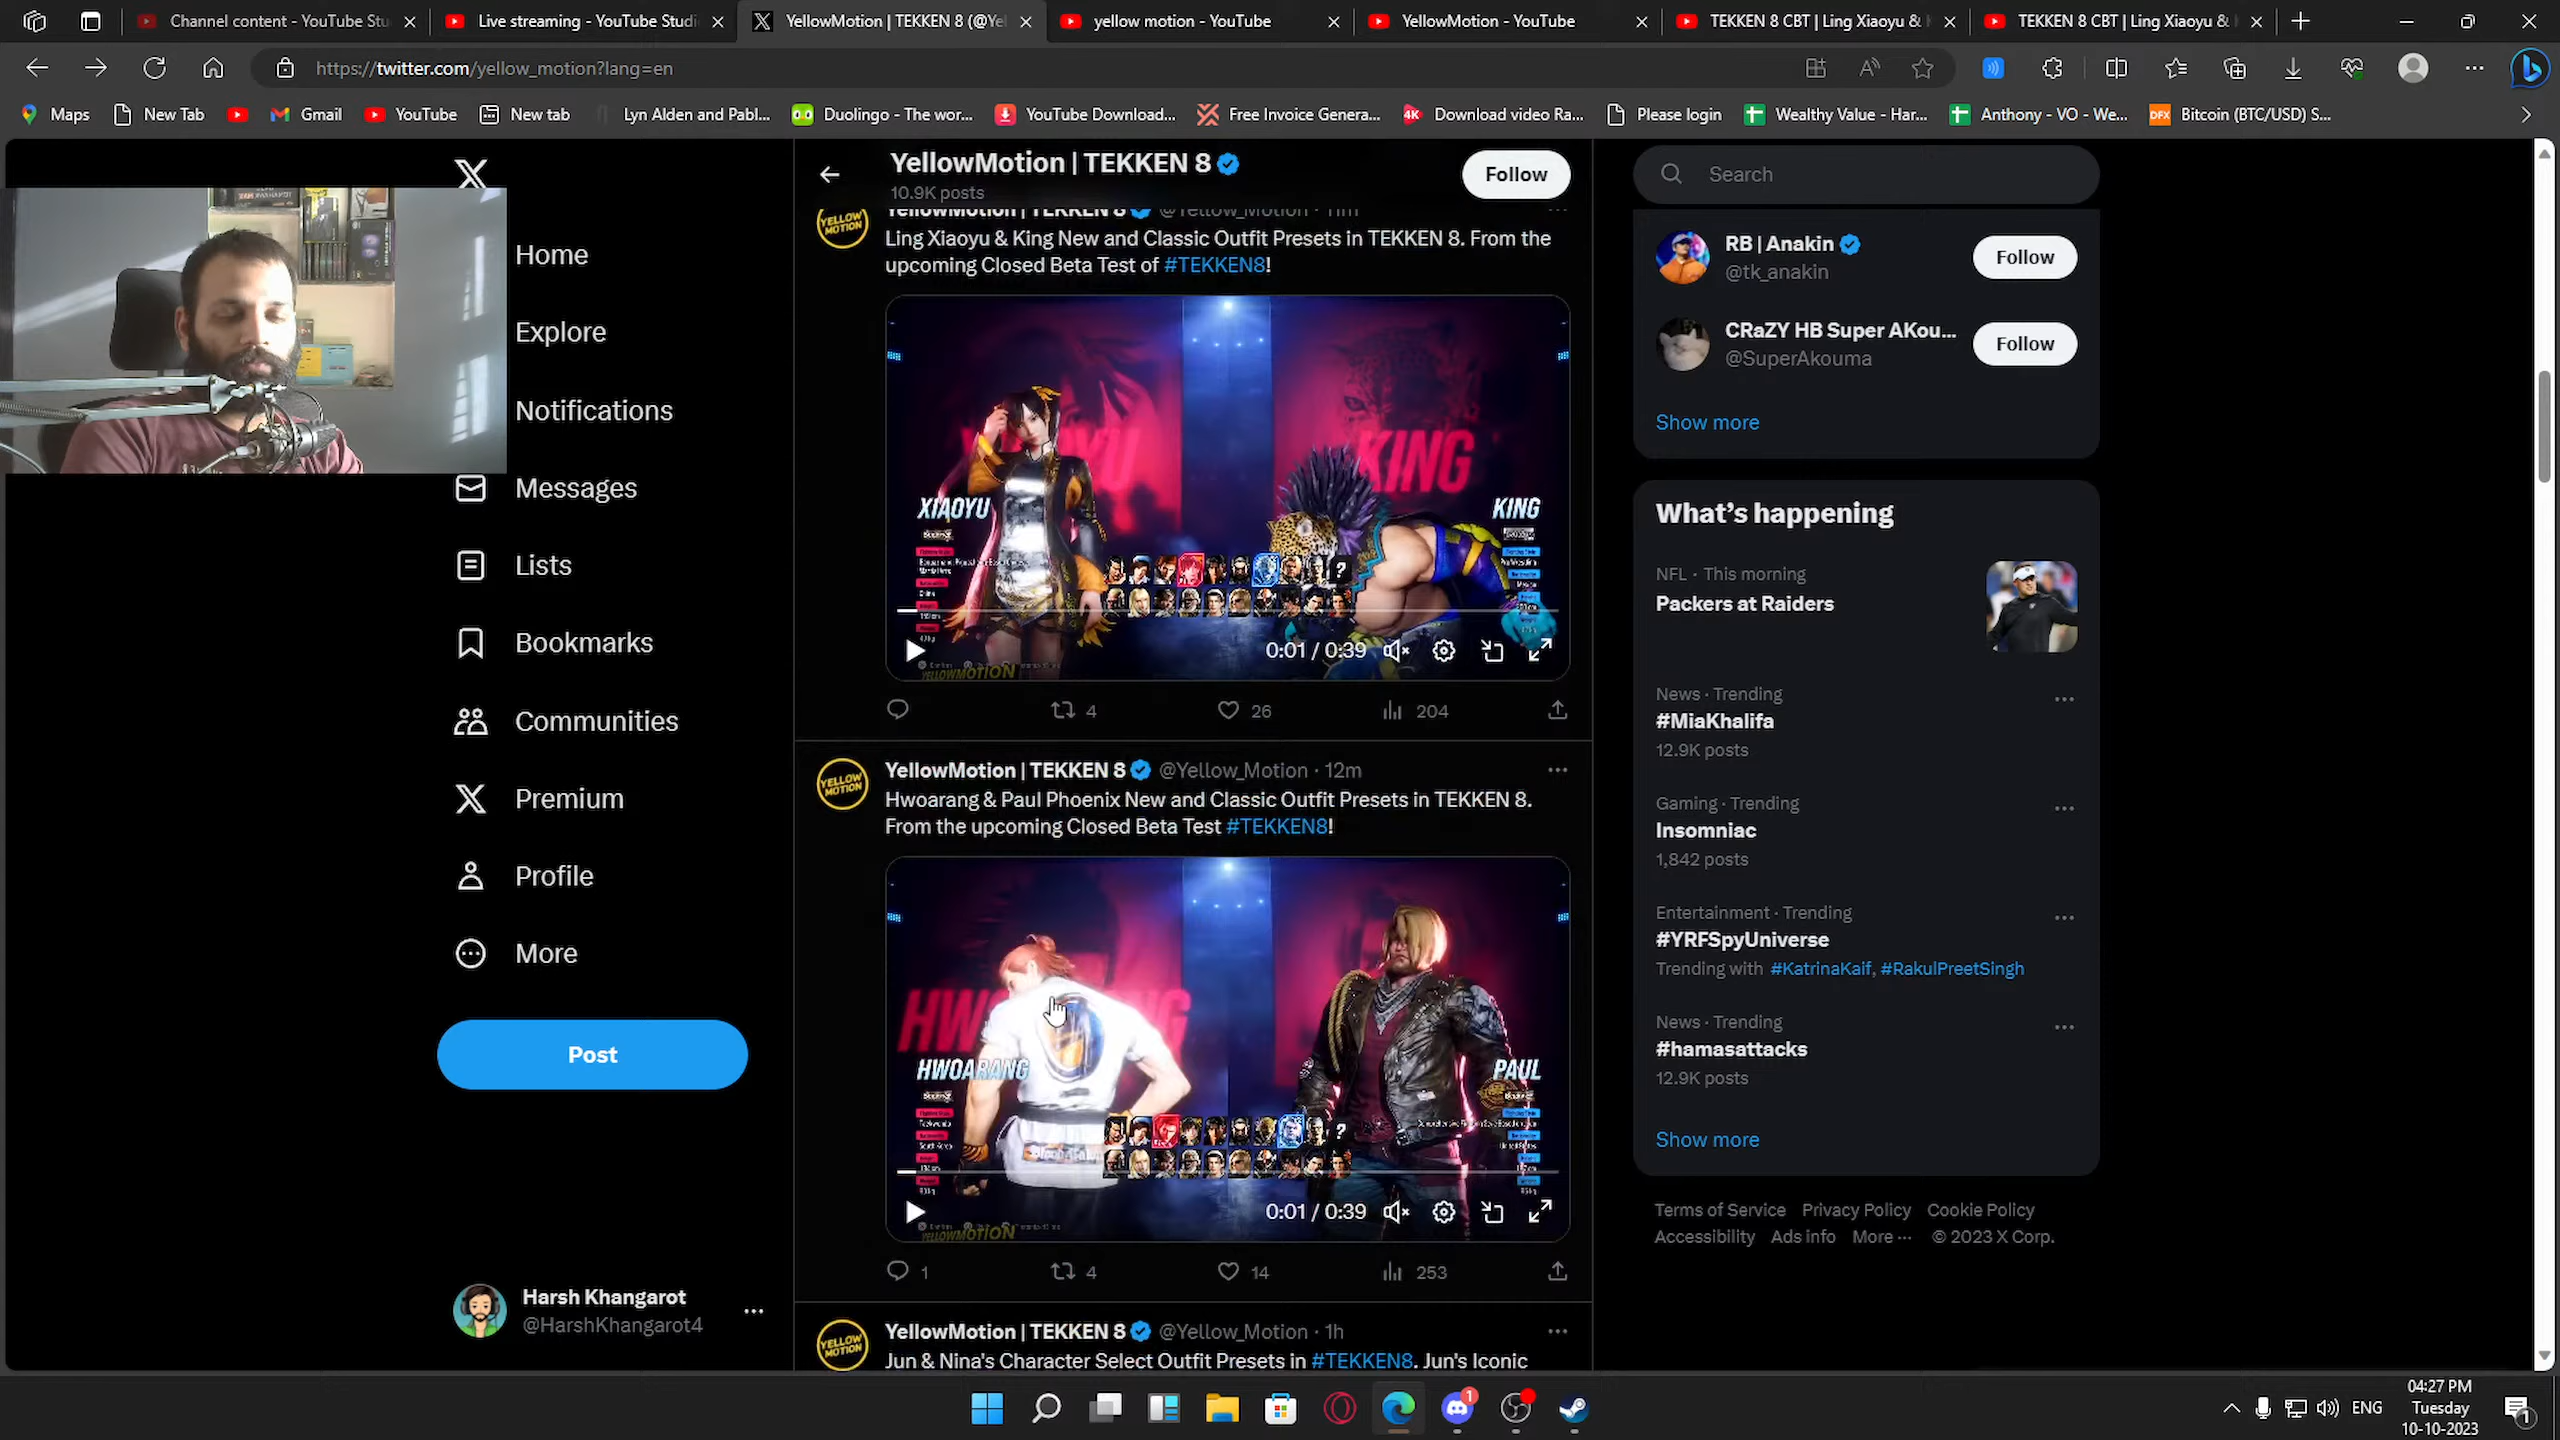 Channel content - YouTube Stu
Live streaming - YouTube Studi
YellowMotion | TEKKEN 8 (@Ye
yellow motion - YouTube
YellowMotion - YouTube
TEKKEN 8 CBT | Ling Xiaoyu &
TEKKEN 8 CBT | Ling Xiaoyu &
https://twitter.com/yellow_motion?lang=en
Maps
New Tab
Gmail
YouTube
New tab
Lyn Alden and Pabl...
Duolingo - The wor...
YouTube Download...
Free Invoice Genera...
Download video Ra...
Please login
Wealthy Value - Har...
Anthony - VO - We...
Bitcoin (BTC/USD) S...
Home
Explore
Notifications
Messages
Lists
Bookmarks
Communities
Premium
Profile
More
Post
Harsh Khangarot
@HarshKhangarot4
YellowMotion | TEKKEN 8
10.9K posts
Follow
YellowMotion | TEKKEN 8 @Yellow_Motion · 11m
Ling Xiaoyu & King New and Classic Outfit Presets in TEKKEN 8. From the
upcoming Closed Beta Test of #TEKKEN8!
XIAOYU
KING
KING
0:01 / 0:39
YELLOWMOTION
4
26
204
YellowMotion | TEKKEN 8 @Yellow_Motion · 12m
Hwoarang & Paul Phoenix New and Classic Outfit Presets in TEKKEN 8.
From the upcoming Closed Beta Test #TEKKEN8!
HWOARANG
PAUL
0:01 / 0:39
YELLOWMOTION
1
4
14
253
YELLOW
MOTION
YellowMotion | TEKKEN 8 @Yellow_Motion · 1h
Jun & Nina's Character Select Outfit Presets in #TEKKEN8. Jun's Iconic
Search
RB | Anakin
@tk_anakin
Follow
CRaZY HB Super AKou...
@SuperAkouma
Follow
Show more
What's happening
NFL · This morning
Packers at Raiders
News · Trending
#MiaKhalifa
12.9K posts
Gaming · Trending
Insomniac
1,842 posts
Entertainment · Trending
#YRFSpyUniverse
Trending with #KatrinaKaif, #RakulPreetSingh
News · Trending
#hamasattacks
12.9K posts
Show more
Terms of Service Privacy Policy Cookie Policy
Accessibility Ads info More ··· © 2023 X Corp.
ENG
04:27 PM
Tuesday
10-10-2023